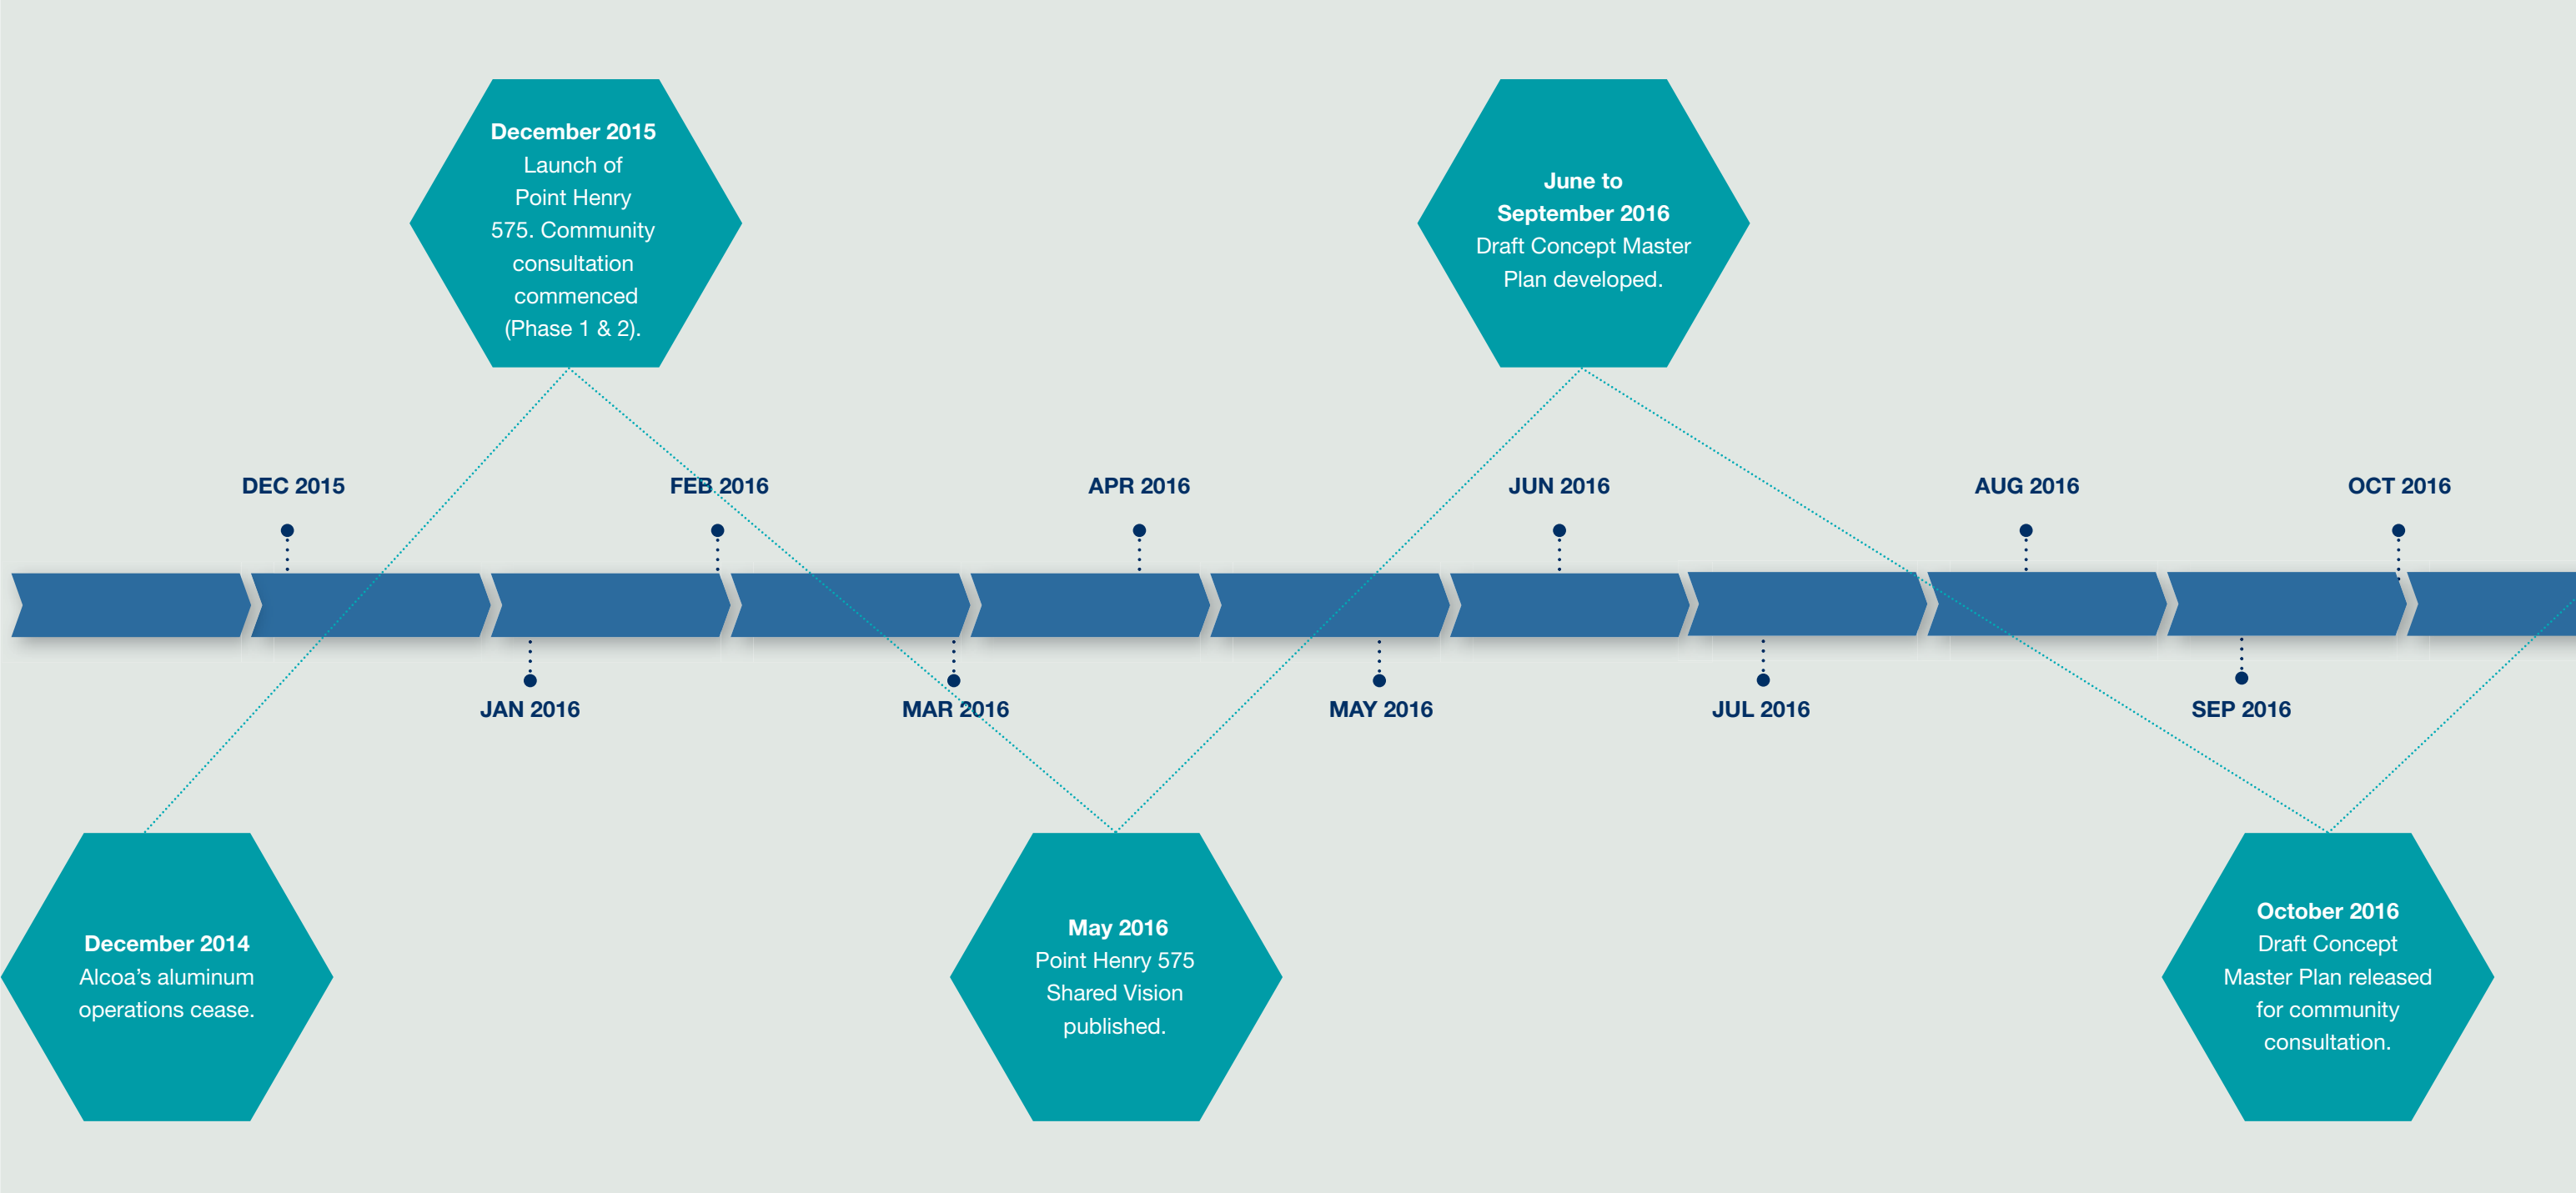 December 2015
Launch of
Point Henry
575. Community
consultation
commenced
(Phase 1 & 2).
June to
September 2016
Draft Concept Master
Plan developed.
DEC 2015
FEB 2016
APR 2016
JUN 2016
AUG 2016
OCT 2016
JAN 2016
MAR 2016
MAY 2016
JUL 2016
SEP 2016
December 2014
Alcoa’s aluminum
operations cease.
May 2016
Point Henry 575
Shared Vision
published.
October 2016
Draft Concept
Master Plan released
for community
consultation.